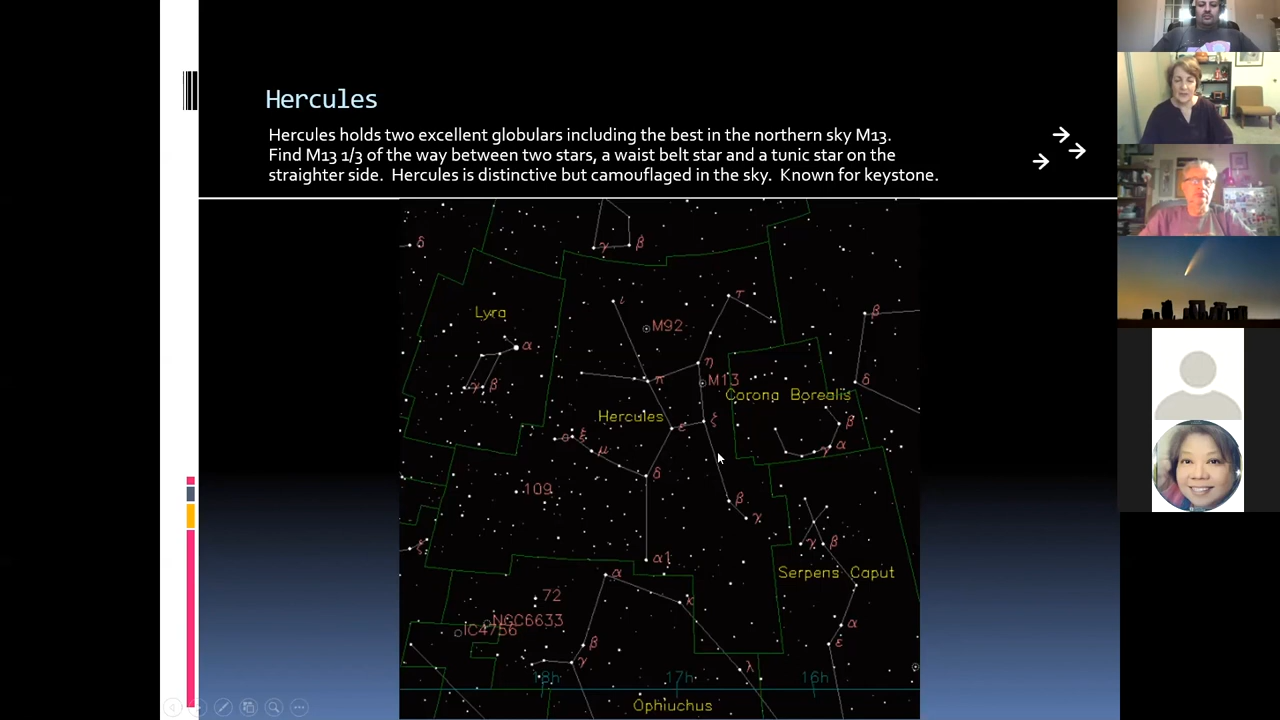 Hercules
Hercules holds two excellent globulars including the best in the northern sky M13.
Find M13 1/3 of the way between two stars, a waist belt star and a tunic star on the
straighter side. Hercules is distinctive but camouflaged in the sky. Known for keystone.
δ
γ β
Lyra
ι
τ
M92
β
α
η
γ β
π
M13
δ
Corona Borealis
Hercules
ε ζ
β
ο ξ
γ α
μ
δ
109
β
γ
ξ
γ β
α1
Serpens Caput
α
72
κ
NGC6633
IC4756
α
β
ε
γ
λ
18h 17h 16h
Ophiuchus